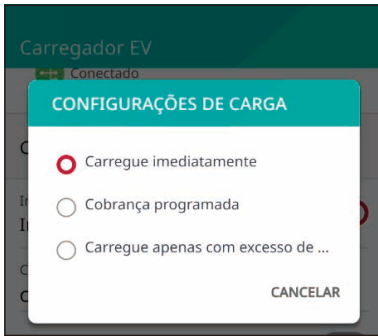 Carregador EV
Conectado
CONFIGURAÇÕES DE CARGA
Carregue imediatamente
Cobrança programada
Carregue apenas com excesso de ...
CANCELAR